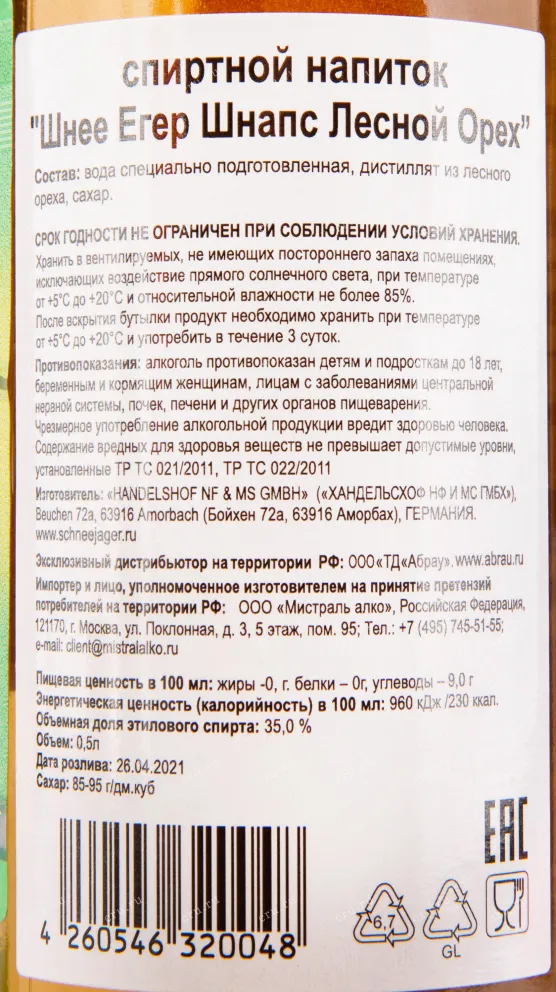 спиртной напиток
"Шнее Егер Шнапс Лесной Орех"
Состав: вода специально подготовленная, дистиллят из лесного
ореха, сахар.
СРОК ГОДНОСТИ НЕ ОГРАНИЧЕН ПРИ СОБЛЮДЕНИИ УСЛОВИЙ ХРАНЕНИЯ.
Хранить в вентилируемых, не имеющих постороннего запаха помещениях,
исключающих воздействие прямого солнечного света, при температуре
от +5°С до +20°С и относительной влажности не более 85%.
После вскрытия бутылки продукт необходимо хранить при температуре
от +5°С до +20°С и употребить в течение 3 суток.
Противопоказания: алкоголь противопоказан детям и подросткам до 18 лет,
беременным и кормящим женщинам, лицам с заболеваниями центральной
нервной системы, почек, печени и других органов пищеварения.
Чрезмерное употребление алкогольной продукции вредит здоровью человека.
Содержание вредных для здоровья веществ не превышает допустимые уровни,
установленные ТР ТС 021/2011, ТР ТС 022/2011
Изготовитель: «HANDELSHOF NF & MS GMBH» («ХАНДЕЛЬСХОФ НФ И МС ГМБХ»),
Beuchen 72a, 63916 Amorbach (Бойхен 72а, 63916 Аморбах), ГЕРМАНИЯ.
www.schneejager.ru
Эксклюзивный дистрибьютор на территории РФ: ООО«ТД«Абрау». www.abrau.ru
Импортер и лицо, уполномоченное изготовителем на принятие претензий
потребителей на территории РФ: ООО «Мистраль алко», Российская Федерация,
121170, г. Москва, ул. Поклонная, д. 3, 5 этаж, пом. 95; Тел.: +7 (495) 745-51-55;
e-mail: client@mistralalko.ru
Пищевая ценность в 100 мл: жиры -0, г. белки – 0г, углеводы – 9,0 г
Энергетическая ценность (калорийность) в 100 мл: 960 кДж /230 ккал.
Объемная доля этилового спирта: 35,0 %
Объем: 0,5л
Дата розлива: 26.04.2021
Сахар: 85-95 г/дм.куб
EAC
4 260546 320048
6,7
GL